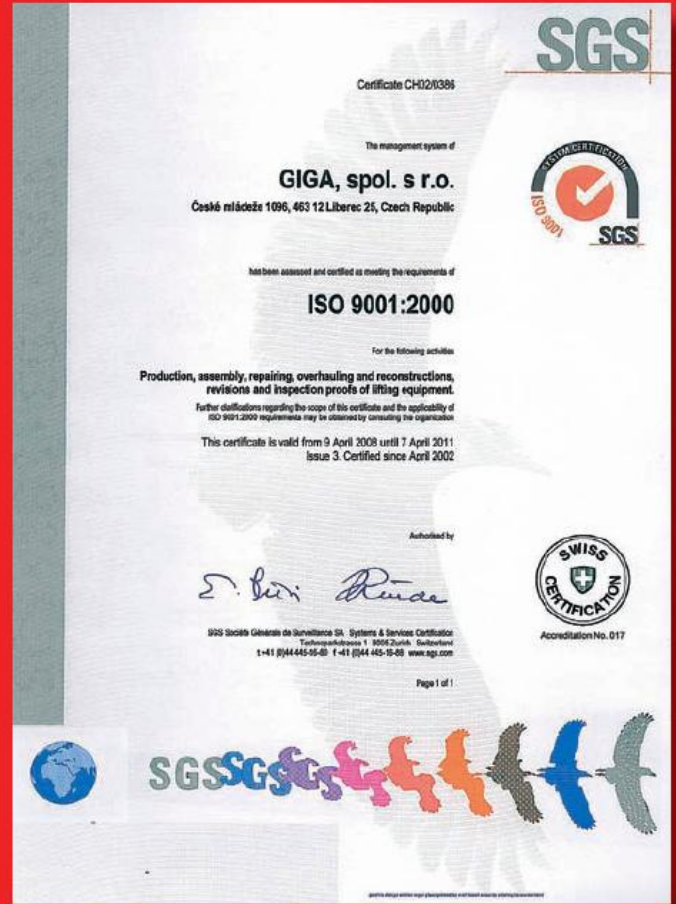 SGS
Certificate CH02/0386
The management system of
GIGA, spol. s r.o.
České mládeže 1096, 463 12 Liberec 25, Czech Republic
SYSTEM CERTIFICATION
ISO 9001
SGS
has been assessed and certified as meeting the requirements of
ISO 9001:2000
For the following activities
Production, assembly, repairing, overhauling and reconstructions,
revisions and inspection proofs of lifting equipment.
Further clarifications regarding the scope of this certificate and the applicability of
ISO 9001:2000 requirements may be obtained by consulting the organisation
This certificate is valid from 9 April 2008 until 7 April 2011
Issue 3. Certified since April 2002
Authorised by
SWISS
CERTIFICATION
Accreditation No. 017
SGS Société Générale de Surveillance SA Systems & Services Certification
Technoparkstrasse 1 8005 Zurich Switzerland
t +41 (0)44 445-16-80 f +41 (0)44 445-16-88 www.sgs.com
Page 1 of 1
SGSSGSSGS